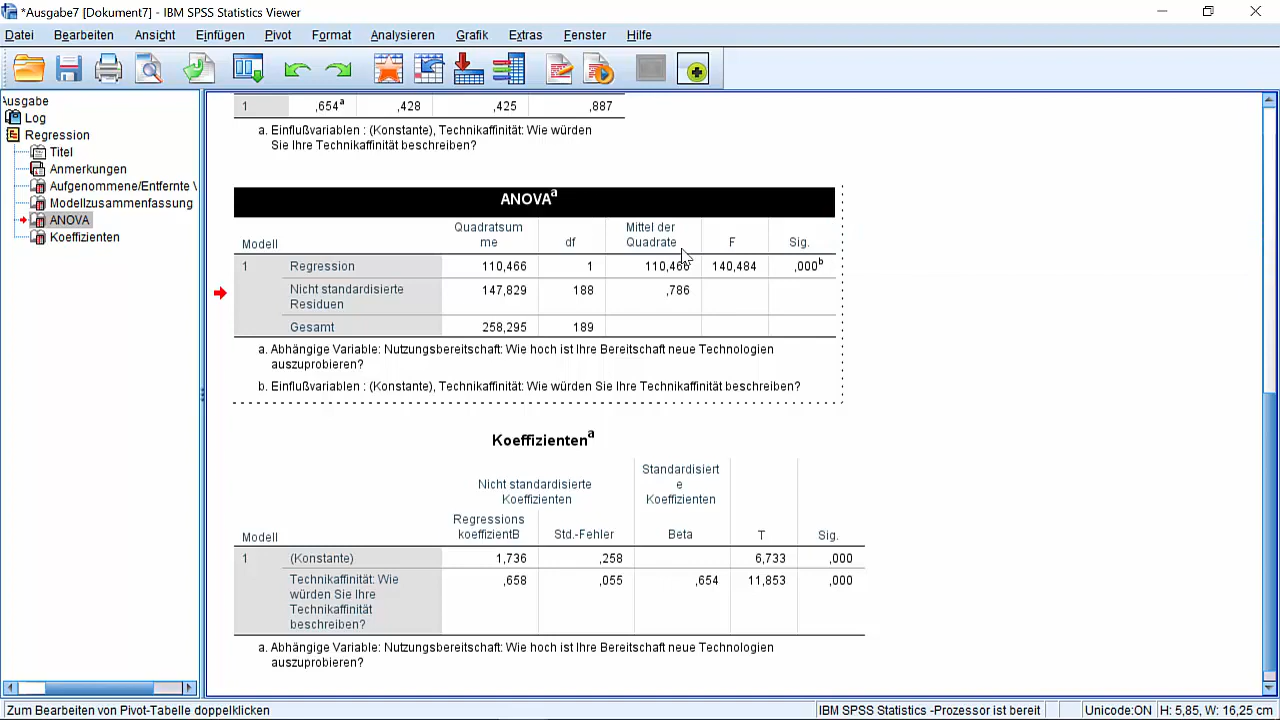 *Ausgabe7 [Dokument7] - IBM SPSS Statistics Viewer
Datei Bearbeiten Ansicht Einfügen Pivot Format Analysieren Grafik Extras Fenster Hilfe
Ausgabe
Log
Regression
Titel
Anmerkungen
Aufgenommene/Entfernte V
Modellzusammenfassung
ANOVA
Koeffizienten
1 ,654a ,428 ,425 ,887
a. Einflußvariablen : (Konstante), Technikaffinität: Wie würden
Sie Ihre Technikaffinität beschreiben?
ANOVAa
Modell Quadratsum
me df Mittel der
Quadrate F Sig.
1 Regression 110,466 1 110,466 140,484 ,000b
Nicht standardisierte
Residuen 147,829 188 ,786
Gesamt 258,295 189
a. Abhängige Variable: Nutzungsbereitschaft: Wie hoch ist Ihre Bereitschaft neue Technologien
auszuprobieren?
b. Einflußvariablen : (Konstante), Technikaffinität: Wie würden Sie Ihre Technikaffinität beschreiben?
Koeffizientena
Nicht standardisierte
Koeffizienten
Standardisiert
e
Koeffizienten
Modell Regressions
koeffizientB Std.-Fehler Beta T Sig.
1 (Konstante) 1,736 ,258 6,733 ,000
Technikaffinität: Wie ,658 ,055 ,654 11,853 ,000
würden Sie Ihre
Technikaffinität
beschreiben?
a. Abhängige Variable: Nutzungsbereitschaft: Wie hoch ist Ihre Bereitschaft neue Technologien
auszuprobieren?
Zum Bearbeiten von Pivot-Tabelle doppelklicken
IBM SPSS Statistics -Prozessor ist bereit
Unicode:ON
H: 5,85, W: 16,25 cm